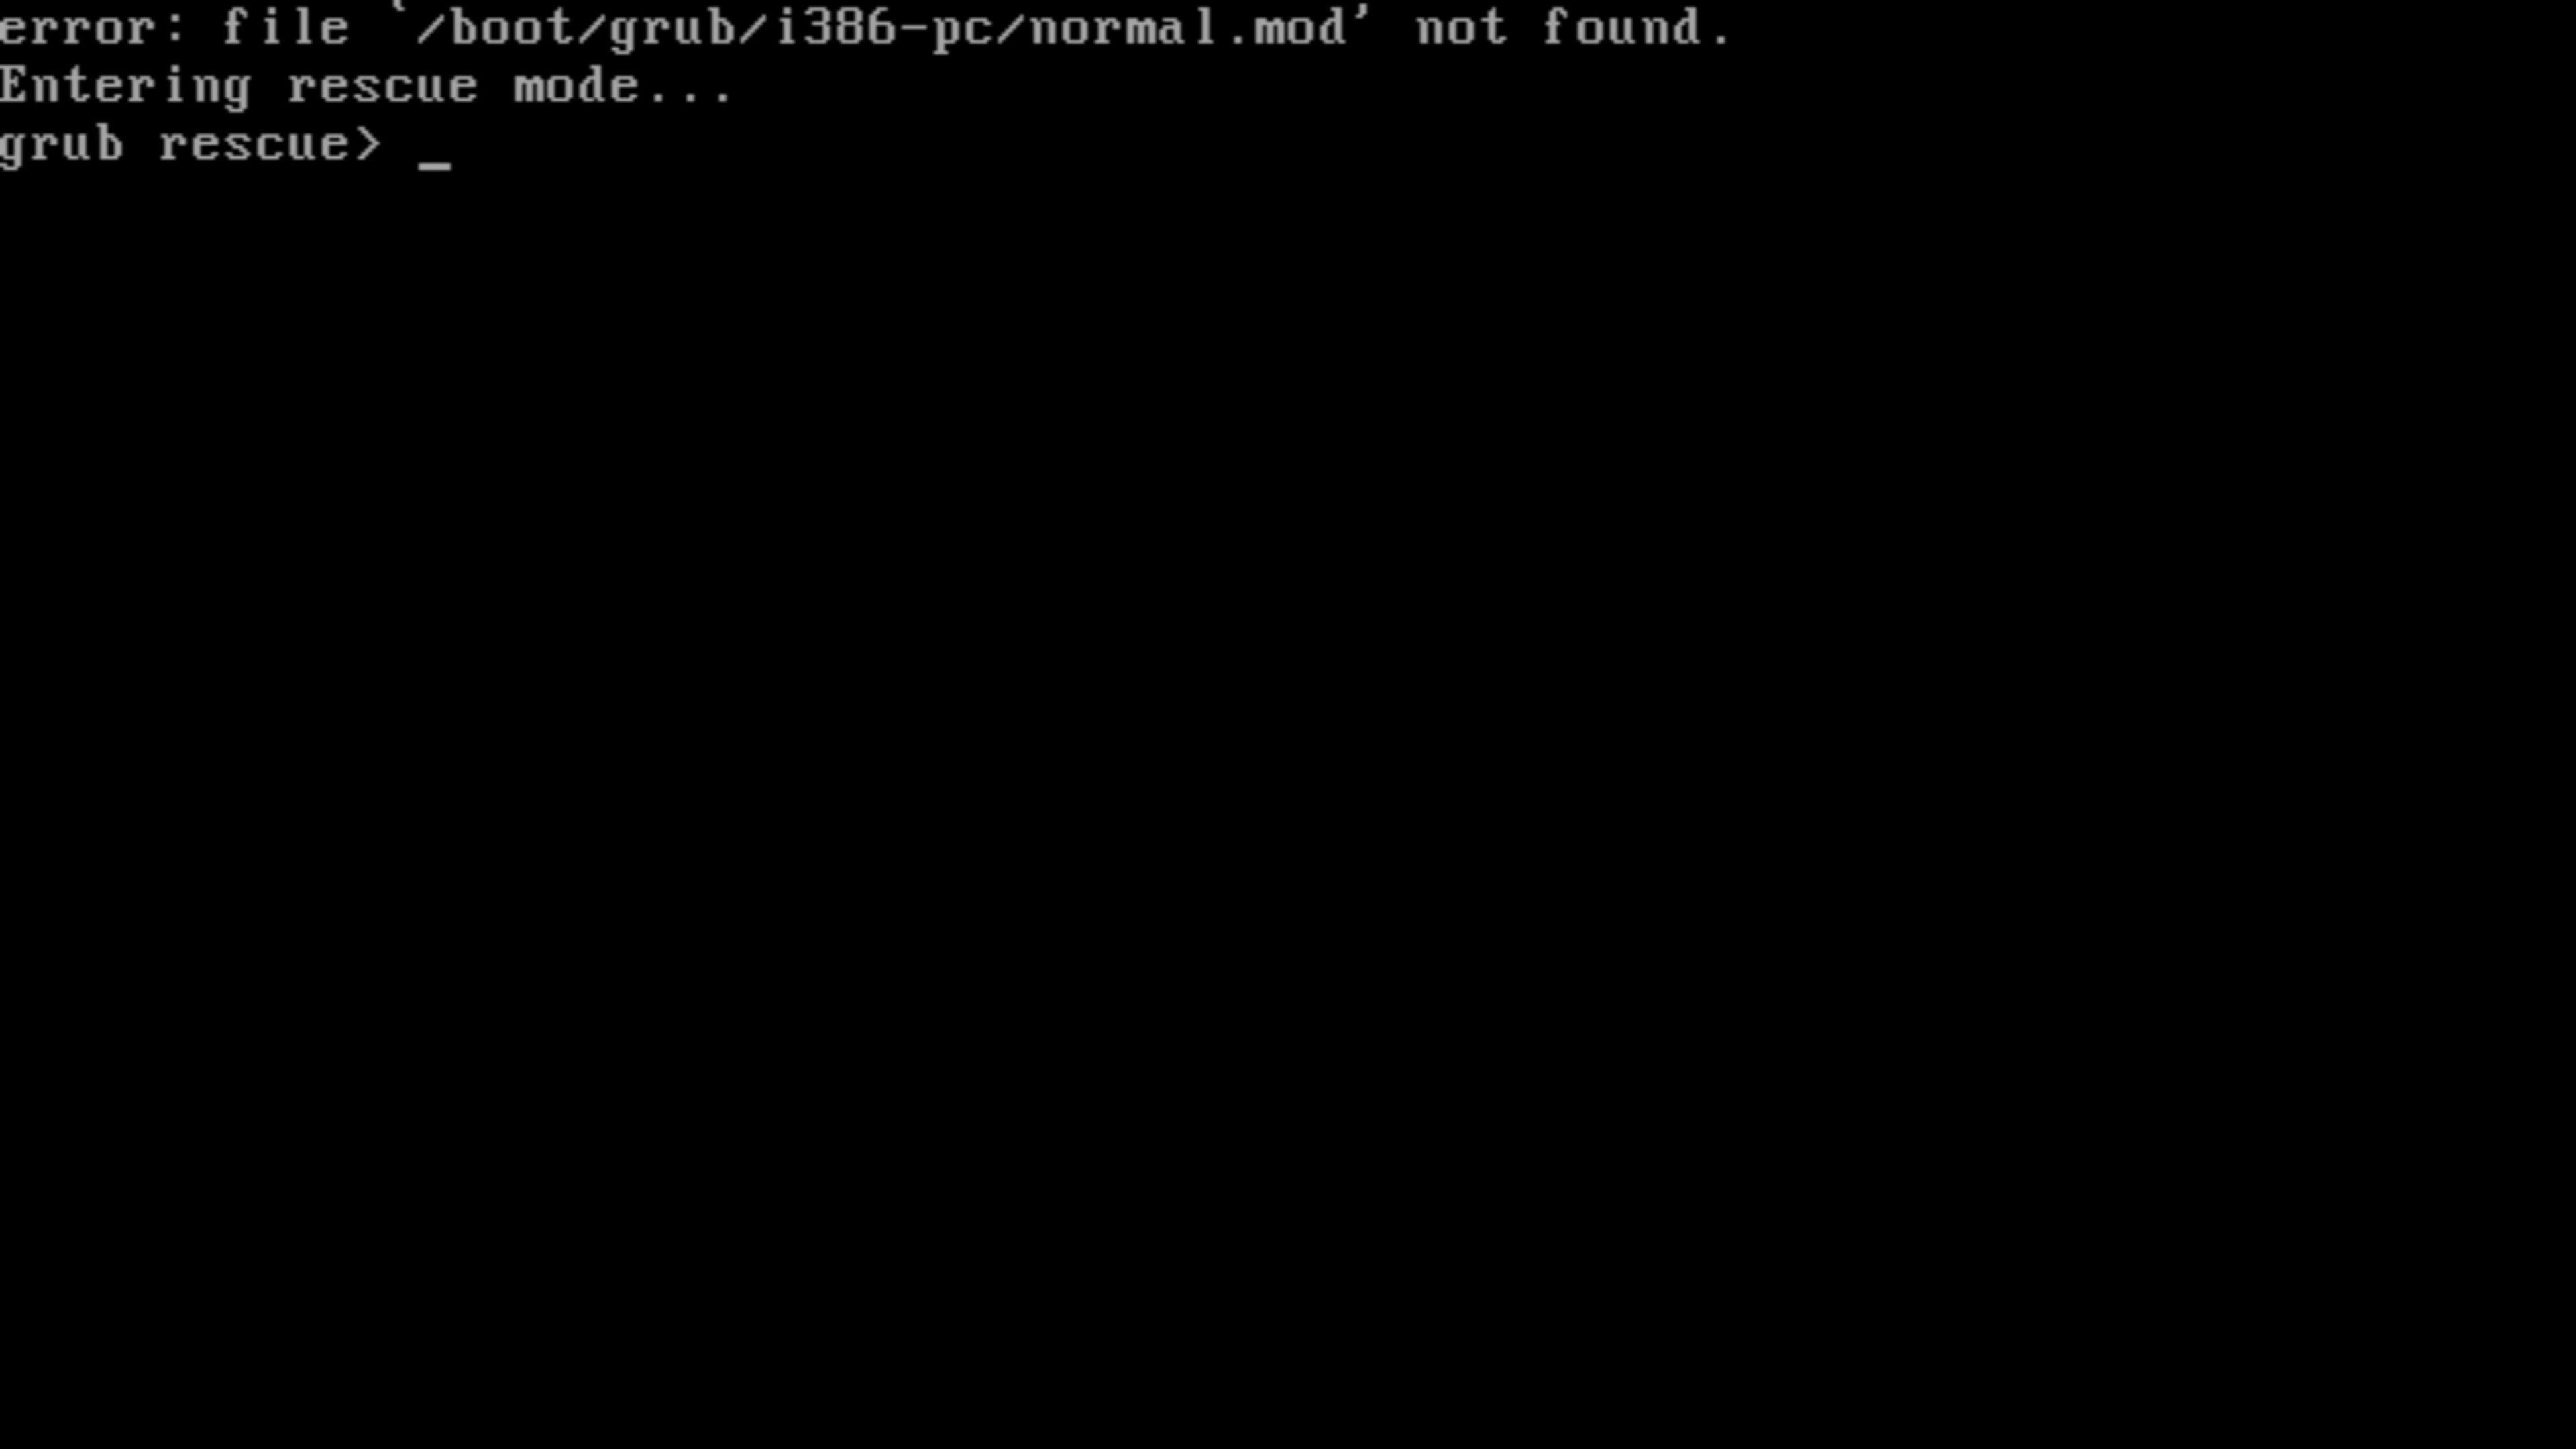 error: file `/boot/grub/i386-pc/normal.mod' not found.
Entering rescue mode...
grub rescue> _